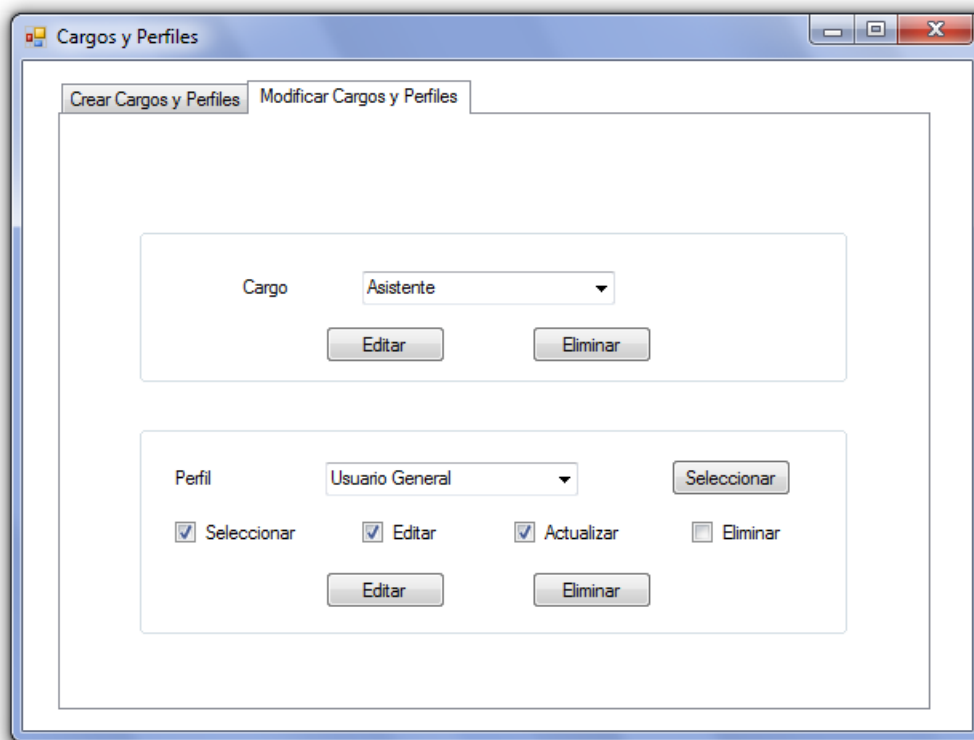 Cargos y Perfiles
Crear Cargos y Perfiles Modificar Cargos y Perfiles
Cargo Asistente
Editar Eliminar
Perfil Usuario General Seleccionar
Seleccionar Editar Actualizar Eliminar
Editar Eliminar